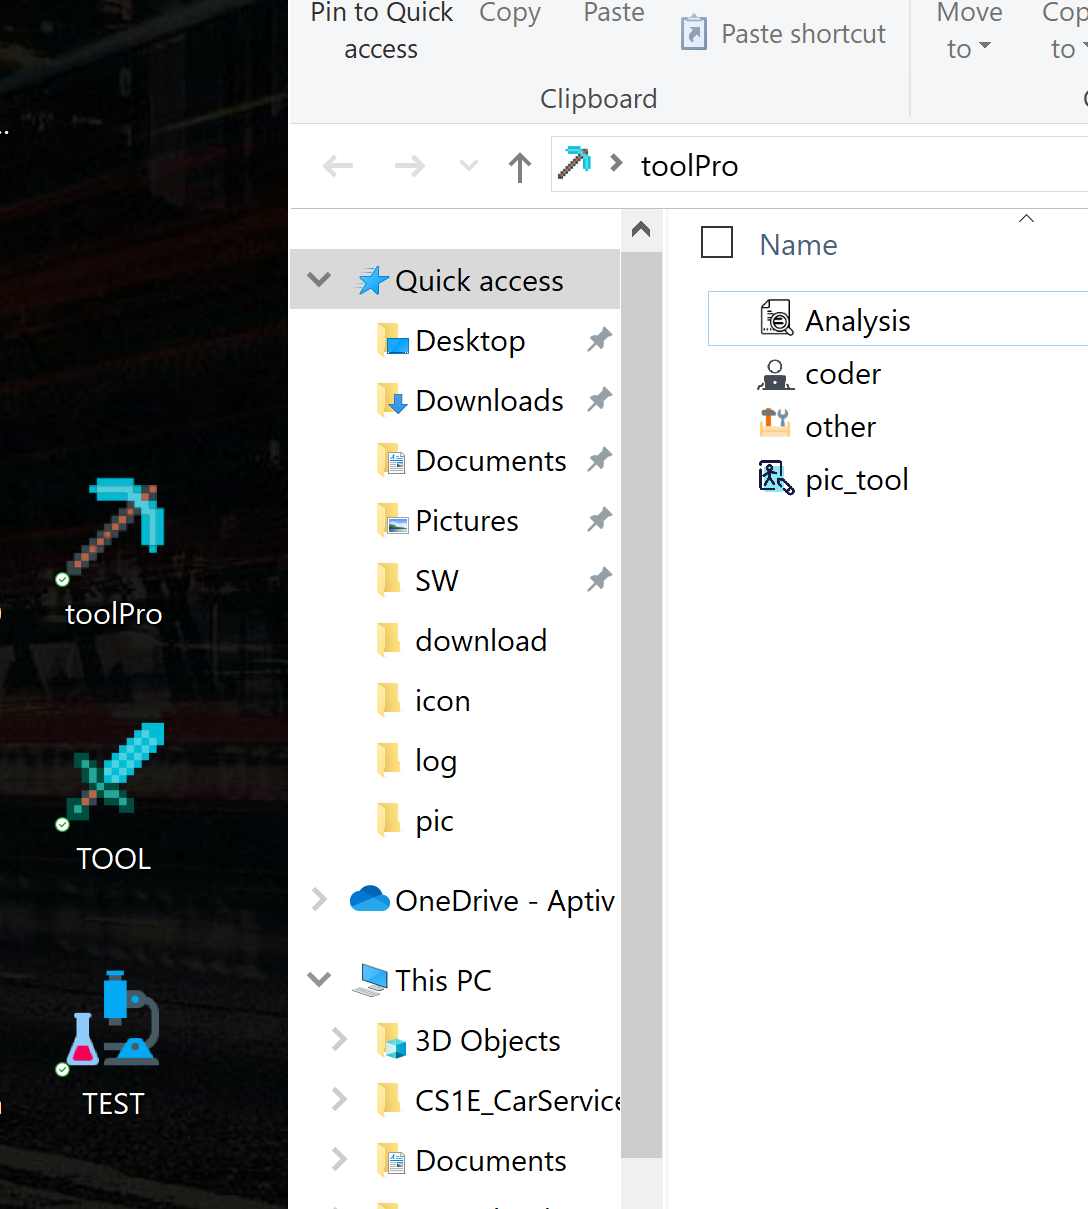 Pin to Quick access
Copy
Paste
Paste shortcut
Move to
Clipboard
toolPro
Name
Quick access
Desktop
Downloads
Documents
Pictures
SW
download
icon
log
pic
OneDrive - Aptiv
This PC
3D Objects
CS1E_CarService
Documents
Analysis
coder
other
pic_tool
toolPro
TOOL
TEST